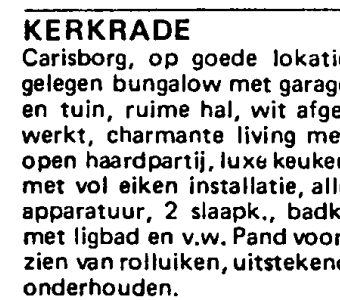 KERKRADE
Carisborg, op goede lokati
gelegen bungalow met garag
en tuin, ruime hal, wit afge
werkt, charmante living me
open haardpartij, luxe keuke
met vol eiken installatie, all
apparatuur, 2 slaapk., badk
met ligbad en v.w. Pand voor
zien van rolluiken, uitstekend
onderhouden.